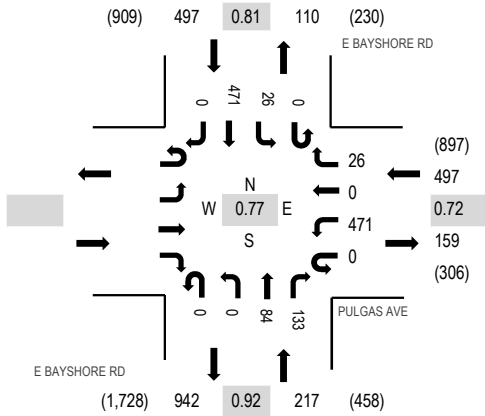 (909) 497 0.81 110 (230)
E BAYSHORE RD
0 471 26 0
(897)
26
497
0
N
W 0.77 E
S
0.72
471
159
0
(306)
0 0 84 133
PULGAS AVE
E BAYSHORE RD
(1,728) 942 0.92 217 (458)